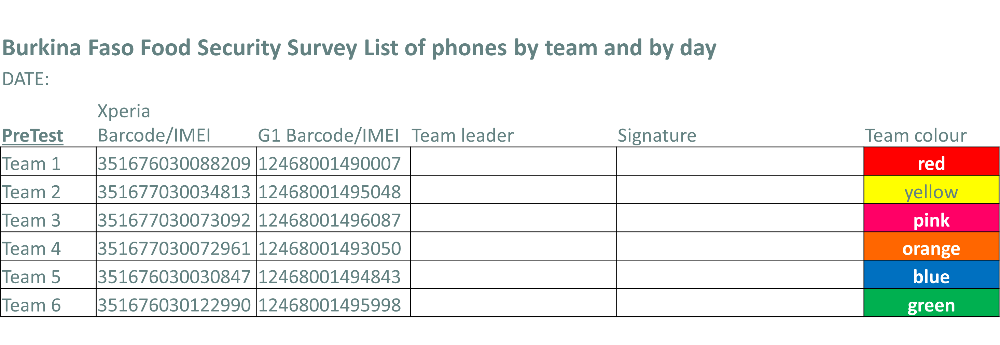 Burkina Faso Food Security Survey List of phones by team and by day
DATE:
Xperia
PreTest Barcode/IMEI G1 Barcode/IMEI Team leader Signature Team colour
Team 1 351676030088209 12468001490007 red
Team 2 351677030034813 12468001495048 yellow
Team 3 351677030073092 12468001496087 pink
Team 4 351677030072961 12468001493050 orange
Team 5 351676030030847 12468001494843 blue
Team 6 351676030122990 12468001495998 green